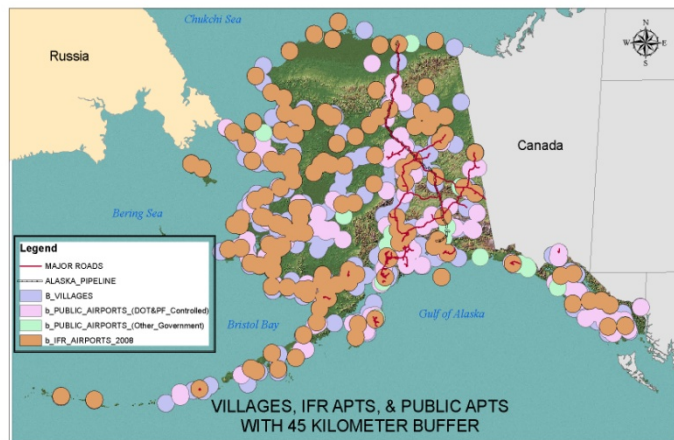 Chukchi Sea
Russia
N
W E
S
Canada
Bering Sea
Legend
MAJOR ROADS
ALASKA_PIPELINE
B_VILLAGES
b_PUBLIC_AIRPORTS_(DOT&PF_Controlled)
b_PUBLIC_AIRPORTS_(Other_Government)
b_IFR_AIRPORTS_2008
Bristol Bay
Gulf of Alaska
VILLAGES, IFR APTS, & PUBLIC APTS
WITH 45 KILOMETER BUFFER